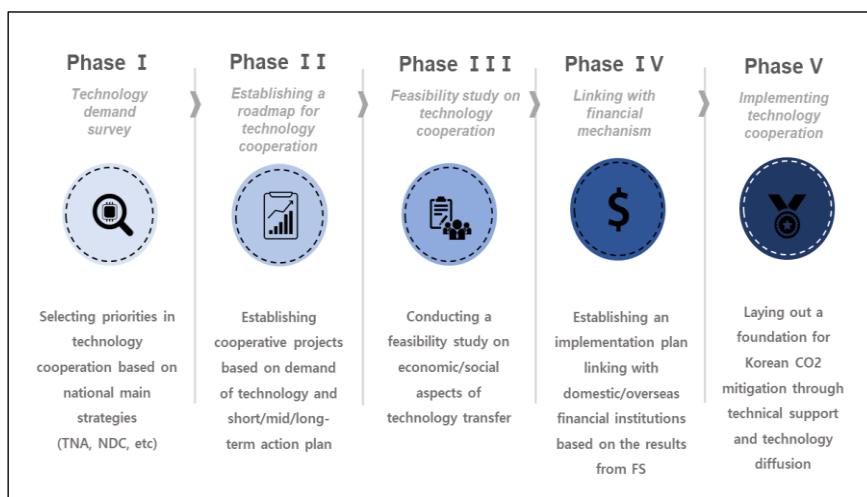 Phase I
Technology
demand
survey
Selecting priorities in
technology
cooperation based on
national main
strategies
(TNA, NDC, etc)
Phase II
Establishing a
roadmap for
technology
cooperation
Establishing
cooperative projects
based on demand
of technology and
short/mid/long-
term action plan
Phase III
Feasibility study on
technology
cooperation
Conducting a
feasibility study on
economic/social
aspects of
technology transfer
Phase IV
Linking with
financial
mechanism
$
Establishing an
implementation plan
linking with
domestic/overseas
financial institutions
based on the results
from FS
Phase V
Implementing
technology
cooperation
Laying out a
foundation for
Korean CO2
mitigation through
technical support
and technology
diffusion